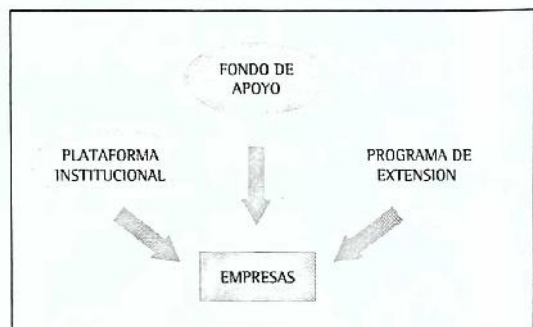 FONDO DE
APOYO
PLATAFORMA
INSTITUCIONAL
PROGRAMA DE
EXTENSION
EMPRESAS